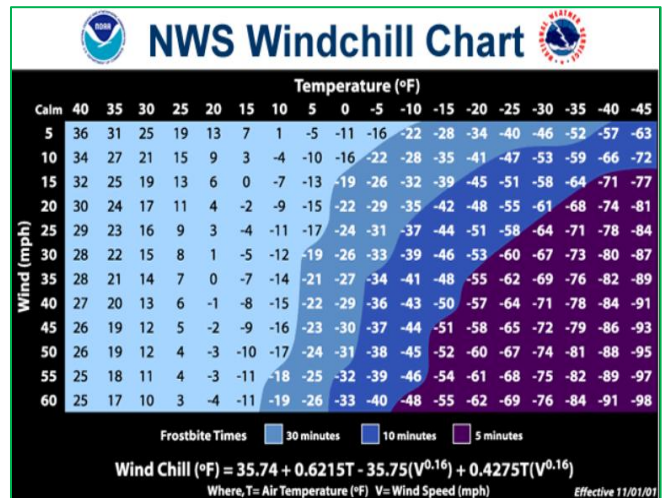 NOAA
NATIONAL WEATHER SERVICE
NWS Windchill Chart
Temperature (ºF)
Calm 40 35 30 25 20 15 10 5 0 -5 -10 -15 -20 -25 -30 -35 -40 -45
Wind (mph)
5 36 31 25 19 13 7 1 -5 -11 -16 -22 -28 -34 -40 -46 -52 -57 -63
10 34 27 21 15 9 3 -4 -10 -16 -22 -28 -35 -41 -47 -53 -59 -66 -72
15 32 25 19 13 6 0 -7 -13 -19 -26 -32 -39 -45 -51 -58 -64 -71 -77
20 30 24 17 11 4 -2 -9 -15 -22 -29 -35 -42 -48 -55 -61 -68 -74 -81
25 29 23 16 9 3 -4 -11 -17 -24 -31 -37 -44 -51 -58 -64 -71 -78 -84
30 28 22 15 8 1 -5 -12 -19 -26 -33 -39 -46 -53 -60 -67 -73 -80 -87
35 28 21 14 7 0 -7 -14 -21 -27 -34 -41 -48 -55 -62 -69 -76 -82 -89
40 27 20 13 6 -1 -8 -15 -22 -29 -36 -43 -50 -57 -64 -71 -78 -84 -91
45 26 19 12 5 -2 -9 -16 -23 -30 -37 -44 -51 -58 -65 -72 -79 -86 -93
50 26 19 12 4 -3 -10 -17 -24 -31 -38 -45 -52 -60 -67 -74 -81 -88 -95
55 25 18 11 4 -3 -11 -18 -25 -32 -39 -46 -54 -61 -68 -75 -82 -89 -97
60 25 17 10 3 -4 -11 -19 -26 -33 -40 -48 -55 -62 -69 -76 -84 -91 -98
Frostbite Times 30 minutes 10 minutes 5 minutes
Wind Chill (ºF) = 35.74 + 0.6215T - 35.75(V^0.16) + 0.4275T(V^0.16)
Where, T= Air Temperature (ºF) V= Wind Speed (mph)
Effective 11/01/01